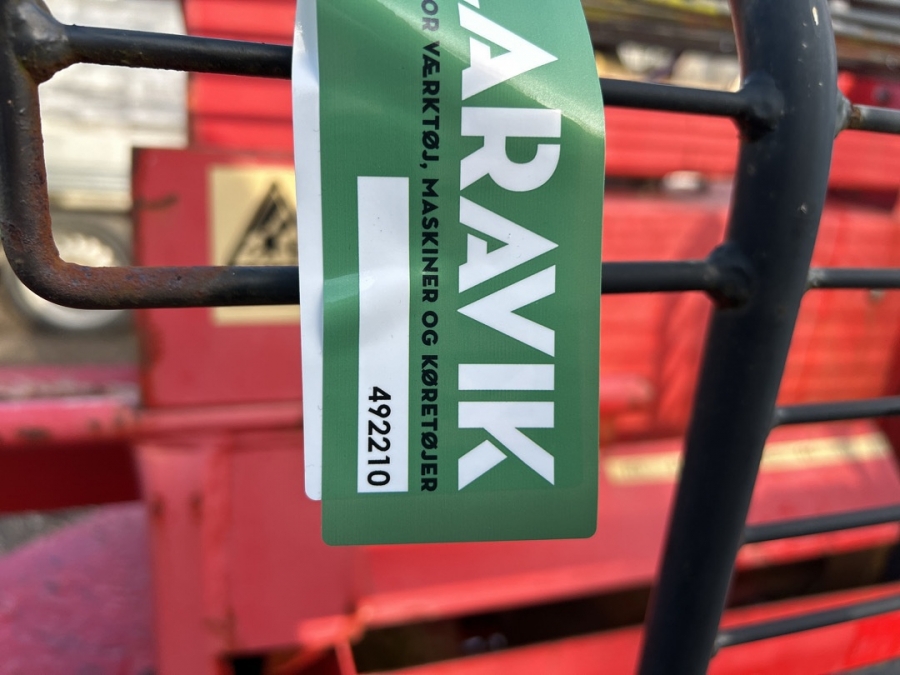 ARAVIK
OR VÆRKTØJ, MASKINER OG KØRETØJER
492210